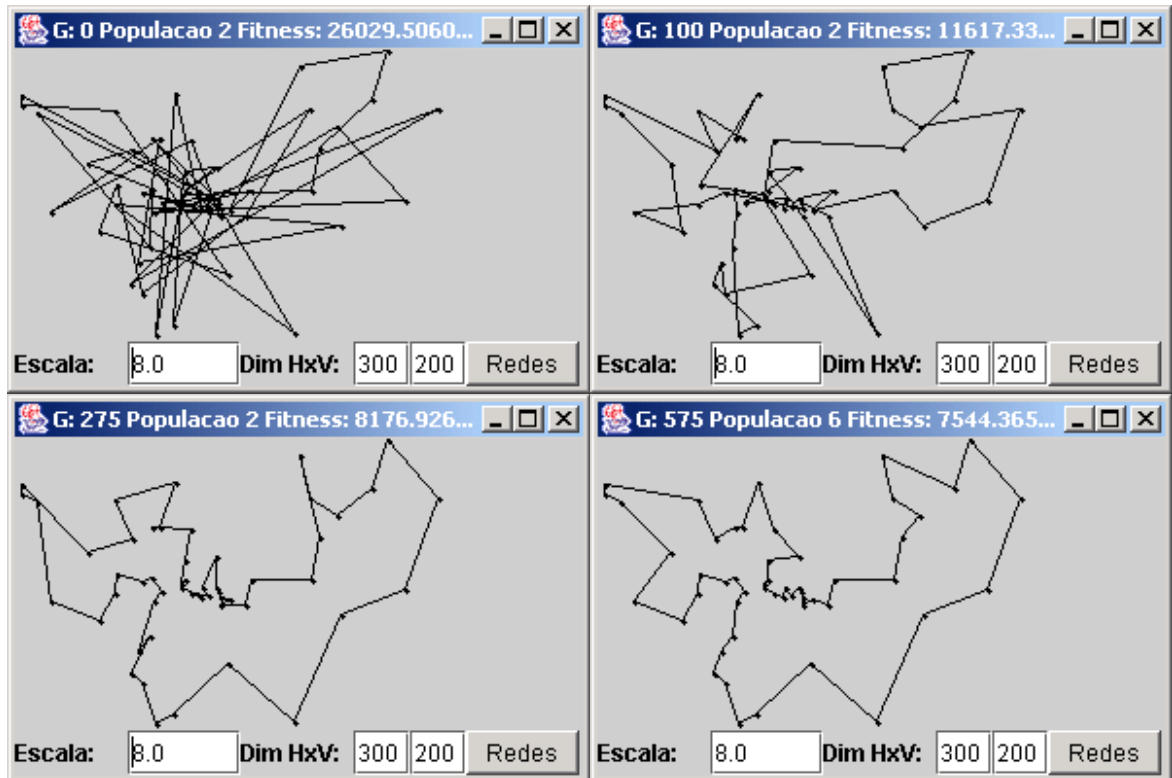 G: 0 Populacao 2 Fitness: 26029.5060...
G: 100 Populacao 2 Fitness: 11617.33...
Escala: 8.0 Dim HxV: 300 200 Redes
Escala: 8.0 Dim HxV: 300 200 Redes
G: 275 Populacao 2 Fitness: 8176.926...
G: 575 Populacao 6 Fitness: 7544.365...
Escala: 8.0 Dim HxV: 300 200 Redes
Escala: 8.0 Dim HxV: 300 200 Redes